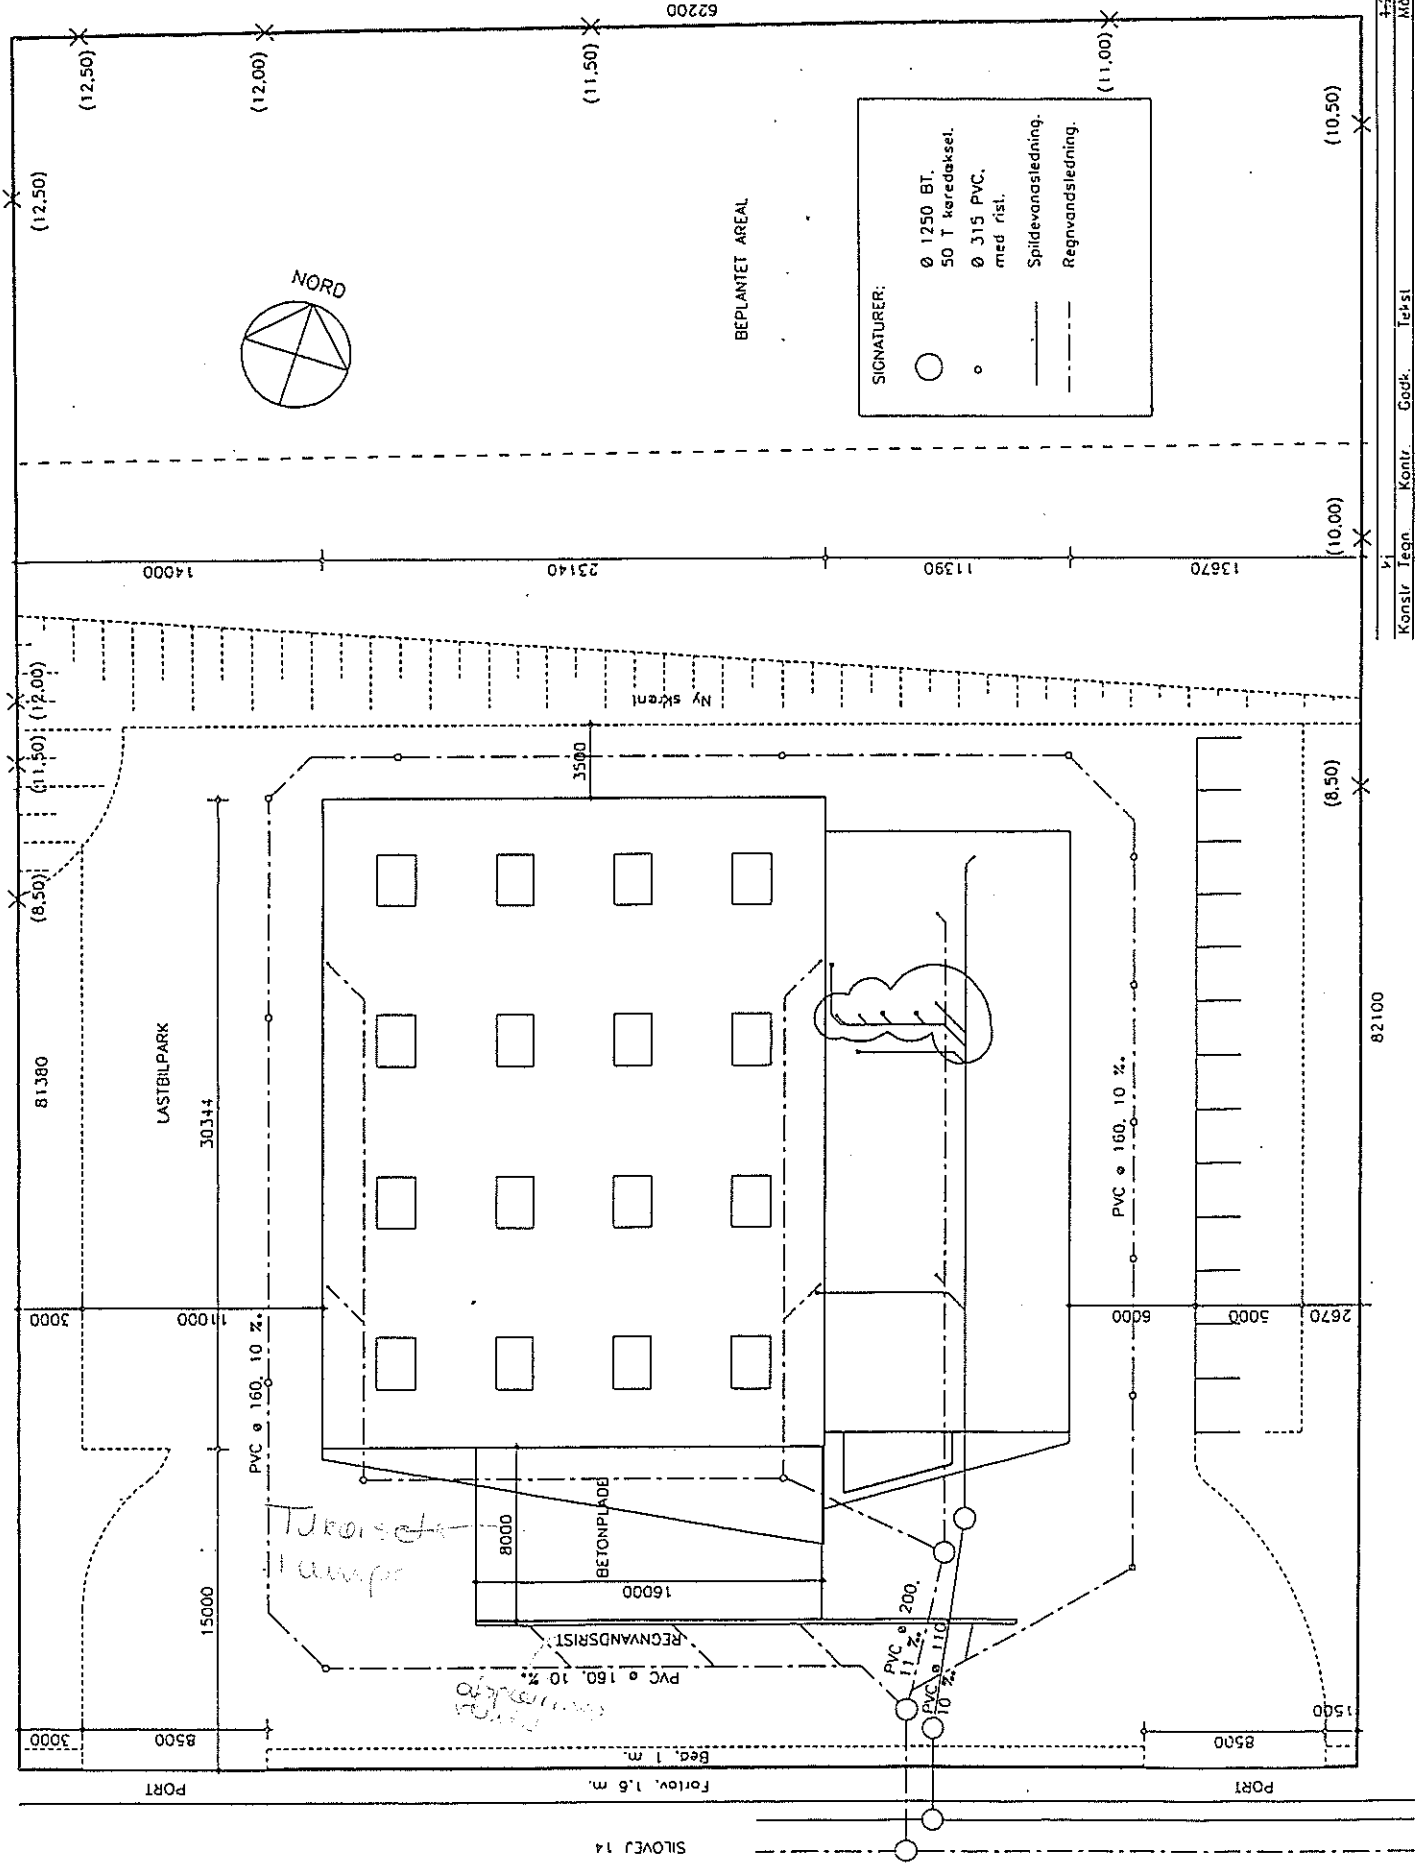 62200
(12.50)
(12.00)
(11.50)
(11.00)
(10.50)
(12.50)
NORD
BEPLANTET AREAL
SIGNATURER:
Ø 1250 BT.
50 T køredæksel.
Ø 315 PVC.
med rist.
Spildevandsledning.
Regnvandsledning.
Konstr Tegn. Kontr. Godk. Tekst
14000
23140
11390
13670
(10.00)
(12.00)
(11.50)
(8.50)
Ny skrent
3500
(8.50)
81380
LASTBILPARK
30344
82100
PVC ø 160. 10 ‰.
3000
11000
PVC ø 160. 10 ‰.
6000
5000
2670
15000
8000
BETONPLADE
16000
REGNVANDSRIST
PVC ø 160. 10 ‰.
PVC ø 200.
11 ‰.
PVC ø 110
10 ‰.
3000
8500
8500
1500
Bed. 1 m.
Fortov. 1.6 m.
PORT
PORT
SILOVEJ 14